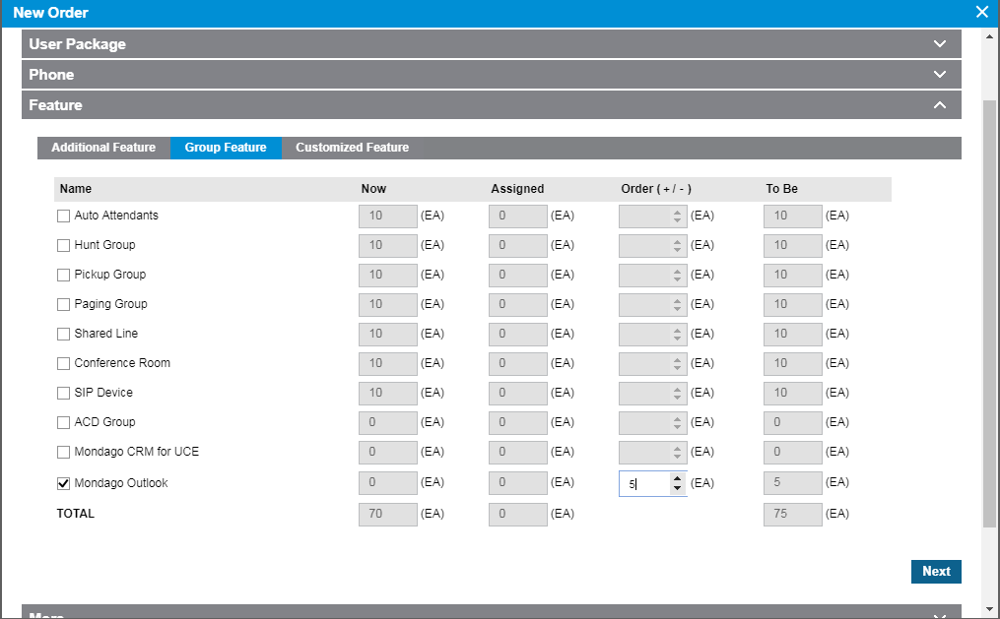 New Order
User Package
Phone
Feature
Additional Feature Group Feature Customized Feature
Name Now Assigned Order ( + / - ) To Be
Auto Attendants 10 (EA) 0 (EA) (EA) 10 (EA)
Hunt Group 10 (EA) 0 (EA) (EA) 10 (EA)
Pickup Group 10 (EA) 0 (EA) (EA) 10 (EA)
Paging Group 10 (EA) 0 (EA) (EA) 10 (EA)
Shared Line 10 (EA) 0 (EA) (EA) 10 (EA)
Conference Room 10 (EA) 0 (EA) (EA) 10 (EA)
SIP Device 10 (EA) 0 (EA) (EA) 10 (EA)
ACD Group 0 (EA) 0 (EA) (EA) 0 (EA)
Mondago CRM for UCE 0 (EA) 0 (EA) (EA) 0 (EA)
Mondago Outlook 0 (EA) 0 (EA) 5 (EA) 5 (EA)
TOTAL 70 (EA) 0 (EA) 75 (EA)
Next
More